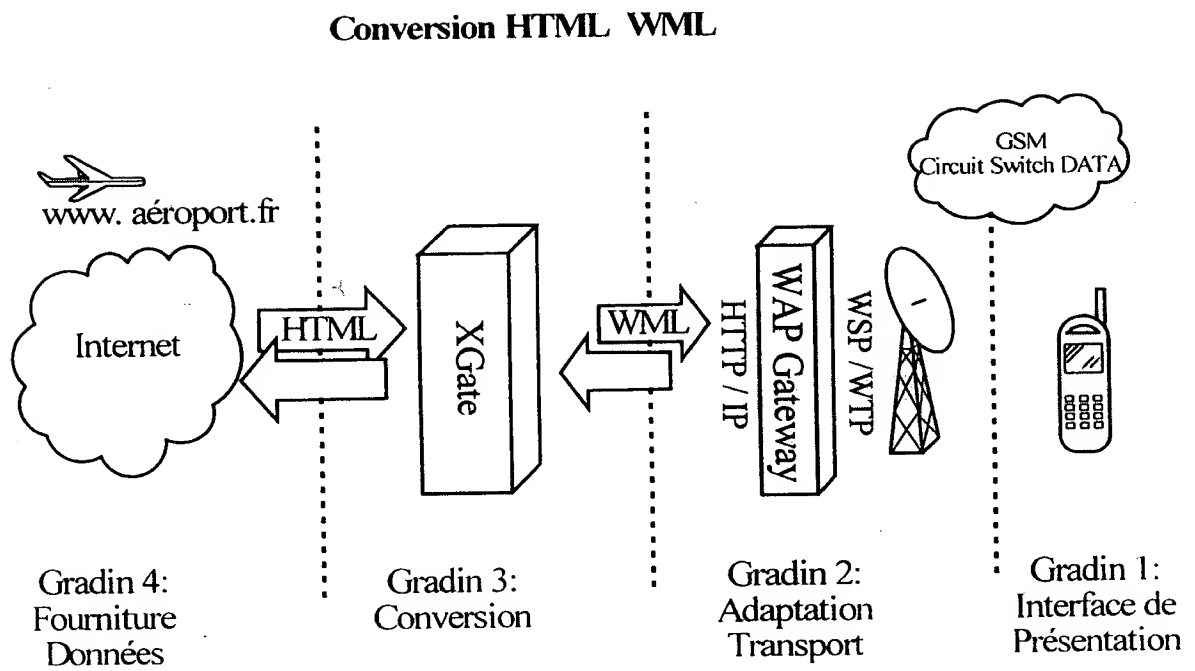 Conversion HTML WML
GSM
Circuit Switch DATA
www. aéroport.fr
Internet
HTML
XGate
WML
HTTP / IP
WAP Gateway
WSP / WTP
Gradin 4:
Fourniture
Données
Gradin 3:
Conversion
Gradin 2:
Adaptation
Transport
Gradin 1:
Interface de
Présentation